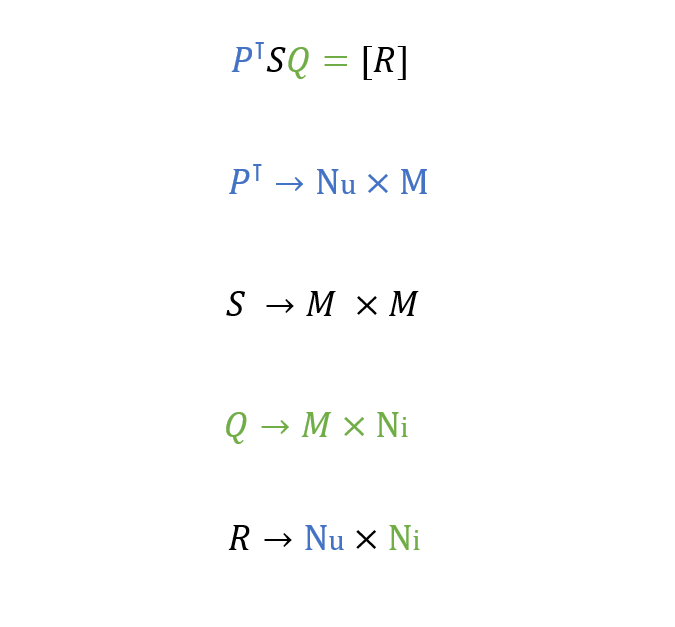 P⊺SQ = [R]
P⊺ → Nu × M
S → M × M
Q → M × Ni
R → Nu × Ni